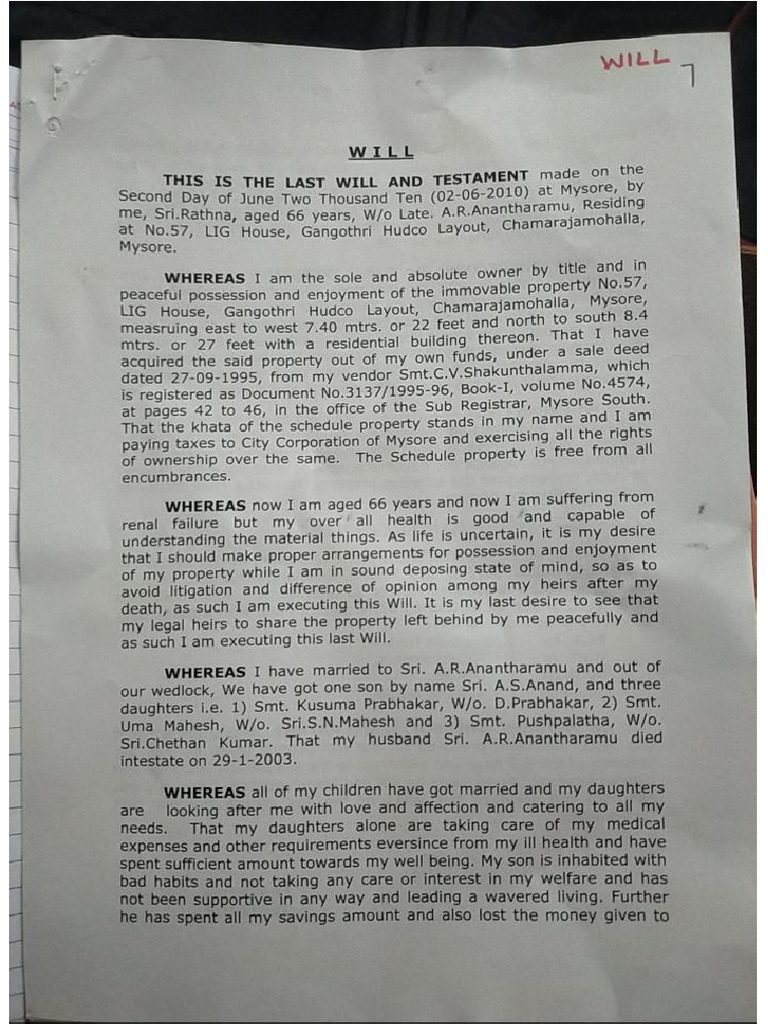 WILL 7
W I L L
THIS IS THE LAST WILL AND TESTAMENT made on the
Second Day of June Two Thousand Ten (02-06-2010) at Mysore, by
me, Sri.Rathna, aged 66 years, W/o Late. A.R.Anantharamu, Residing
at No.57, LIG House, Gangothri Hudco Layout, Chamarajamohalla,
Mysore.
WHEREAS I am the sole and absolute owner by title and in
peaceful possession and enjoyment of the immovable property No.57,
LIG House, Gangothri Hudco Layout, Chamarajamohalla, Mysore,
measruing east to west 7.40 mtrs. or 22 feet and north to south 8.4
mtrs. or 27 feet with a residential building thereon. That I have
acquired the said property out of my own funds, under a sale deed
dated 27-09-1995, from my vendor Smt.C.V.Shakunthalamma, which
is registered as Document No.3137/1995-96, Book-I, volume No.4574,
at pages 42 to 46, in the office of the Sub Registrar, Mysore South.
That the khata of the schedule property stands in my name and I am
paying taxes to City Corporation of Mysore and exercising all the rights
of ownership over the same. The Schedule property is free from all
encumbrances.
WHEREAS now I am aged 66 years and now I am suffering from
renal failure but my over all health is good and capable of
understanding the material things. As life is uncertain, it is my desire
that I should make proper arrangements for possession and enjoyment
of my property while I am in sound deposing state of mind, so as to
avoid litigation and difference of opinion among my heirs after my
death, as such I am executing this Will. It is my last desire to see that
my legal heirs to share the property left behind by me peacefully and
as such I am executing this last Will.
WHEREAS I have married to Sri. A.R.Anantharamu and out of
our wedlock, We have got one son by name Sri. A.S.Anand, and three
daughters i.e. 1) Smt. Kusuma Prabhakar, W/o. D.Prabhakar, 2) Smt.
Uma Mahesh, W/o. Sri.S.N.Mahesh and 3) Smt. Pushpalatha, W/o.
Sri.Chethan Kumar. That my husband Sri. A.R.Anantharamu died
intestate on 29-1-2003.
WHEREAS all of my children have got married and my daughters
are looking after me with love and affection and catering to all my
needs. That my daughters alone are taking care of my medical
expenses and other requirements eversince from my ill health and have
spent sufficient amount towards my well being. My son is inhabited with
bad habits and not taking any care or interest in my welfare and has
not been supportive in any way and leading a wavered living. Further
he has spent all my savings amount and also lost the money given to